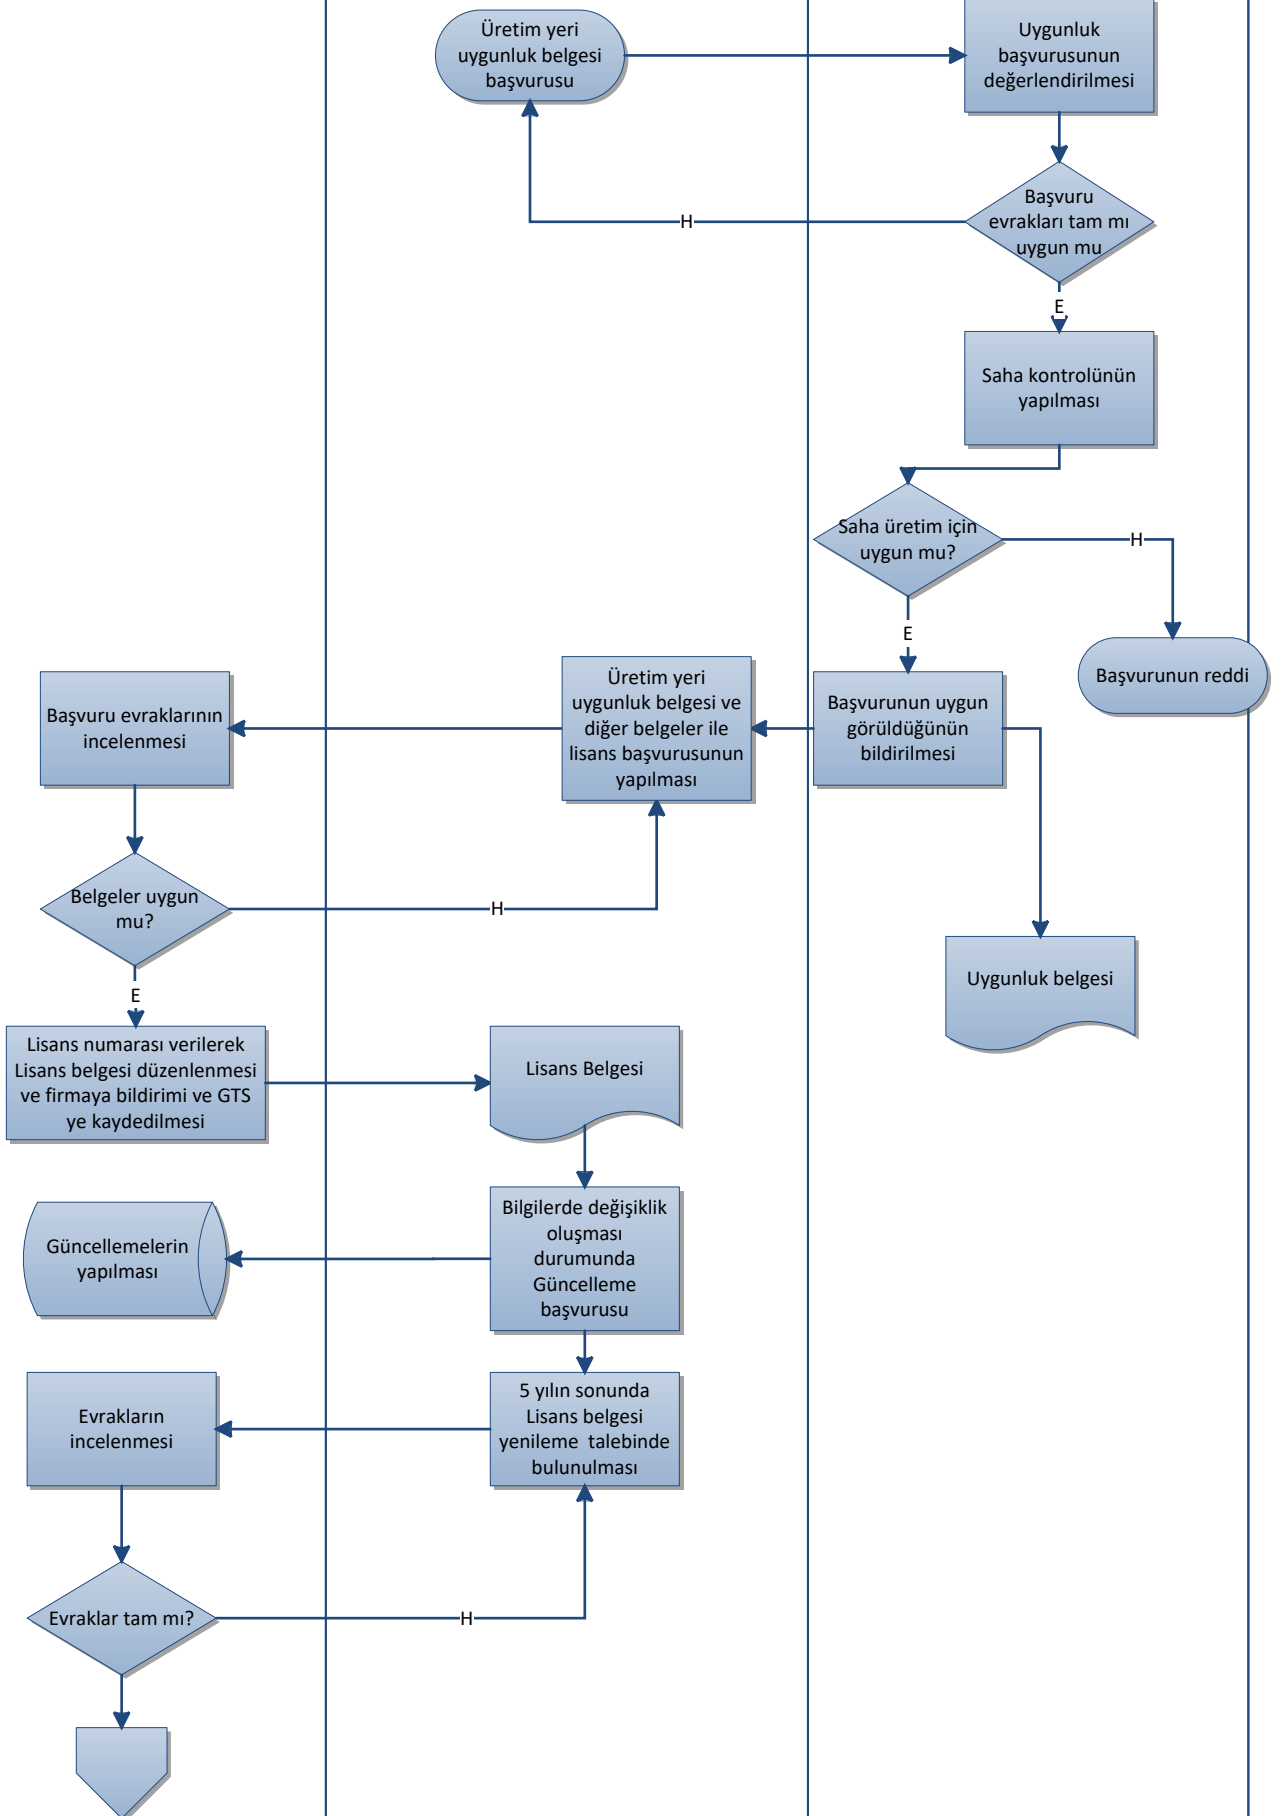 Üretim yeri
uygunluk belgesi
başvurusu
Uygunluk
başvurusunun
değerlendirilmesi
Başvuru
evrakları tam mı
uygun mu
H
E
Saha kontrolünün
yapılması
Saha üretim için
uygun mu?
H
E
Başvurunun reddi
Başvurunun uygun
görüldüğünün
bildirilmesi
Üretim yeri
uygunluk belgesi ve
diğer belgeler ile
lisans başvurusunun
yapılması
Başvuru evraklarının
incelenmesi
Belgeler uygun
mu?
H
E
Uygunluk belgesi
Lisans numarası verilerek
Lisans belgesi düzenlenmesi
ve firmaya bildirimi ve GTS
ye kaydedilmesi
Lisans Belgesi
Bilgilerde değişiklik
oluşması
durumunda
Güncelleme
başvurusu
Güncellemelerin
yapılması
5 yılın sonunda
Lisans belgesi
yenileme  talebinde
bulunulması
Evrakların
incelenmesi
Evraklar tam mı?
H